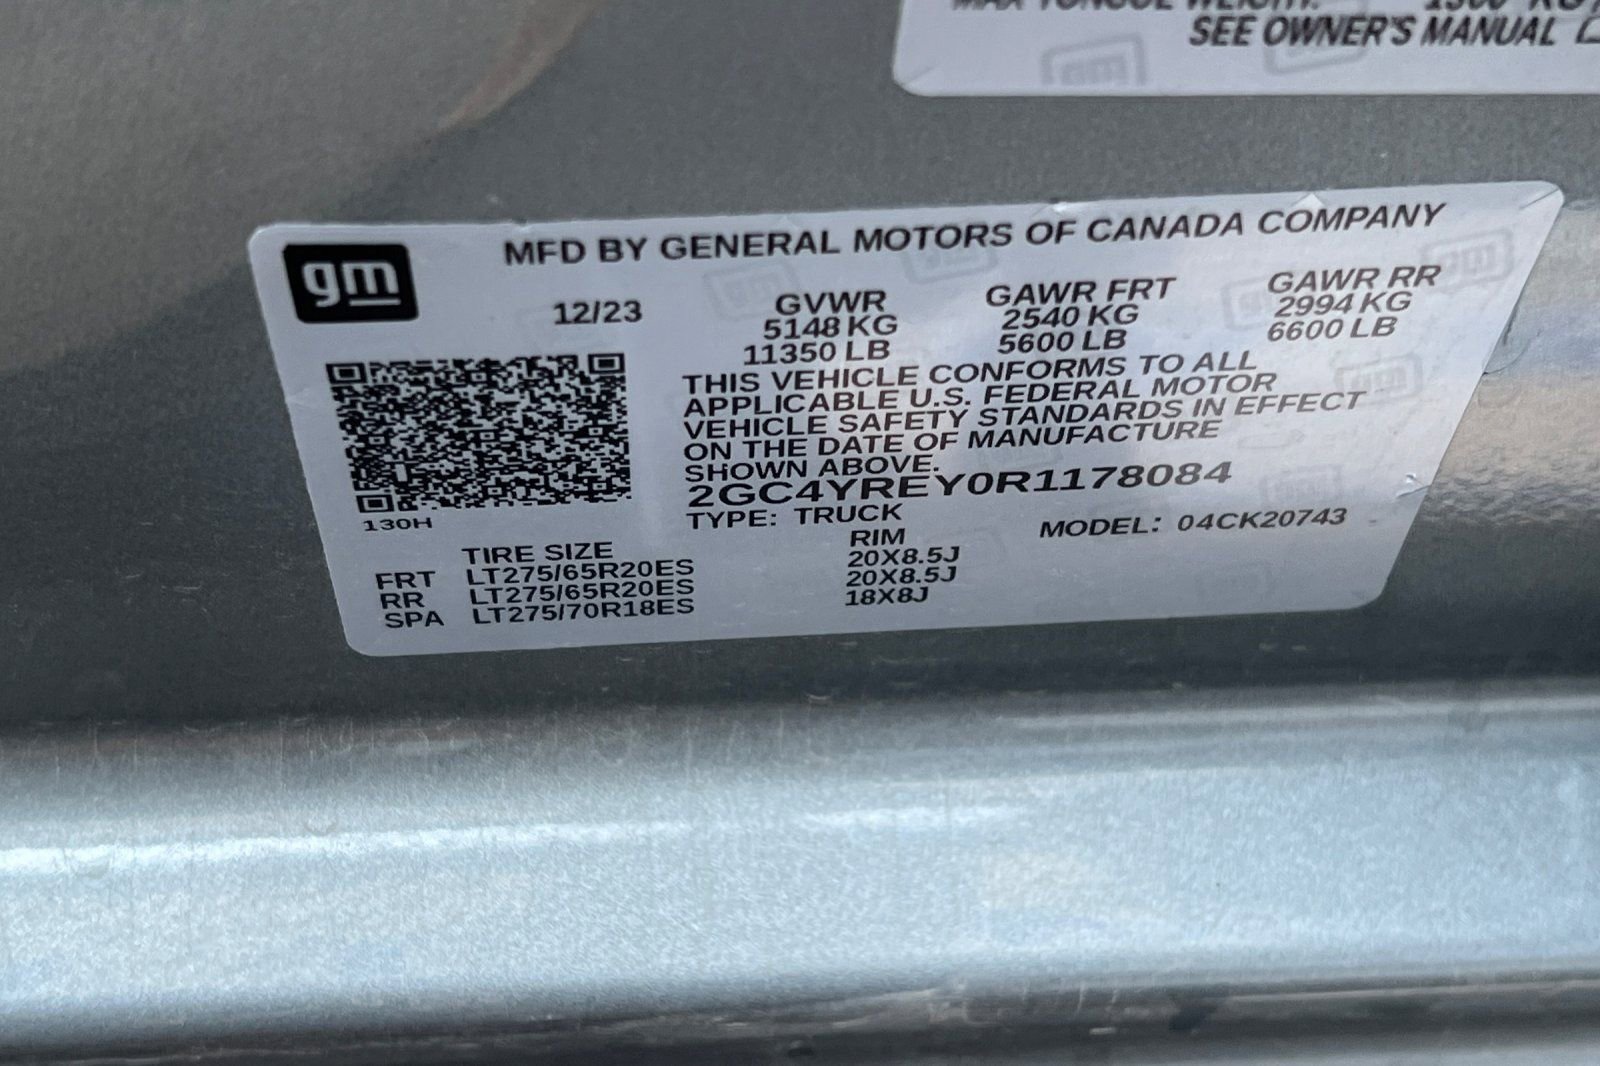 MAX TONGUE WEIGHT:
SEE OWNER'S MANUAL
gm
MFD BY GENERAL MOTORS OF CANADA COMPANY
12/23
GVWR GAWR FRT GAWR RR
5148 KG 2540 KG 2994 KG
11350 LB 5600 LB 6600 LB
THIS VEHICLE CONFORMS TO ALL
APPLICABLE U.S. FEDERAL MOTOR
VEHICLE SAFETY STANDARDS IN EFFECT
ON THE DATE OF MANUFACTURE
SHOWN ABOVE.
2GC4YREY0R1178084
130H
TYPE: TRUCK MODEL: 04CK20743
TIRE SIZE RIM
FRT LT275/65R20ES 20X8.5J
RR LT275/65R20ES 20X8.5J
SPA LT275/70R18ES 18X8J